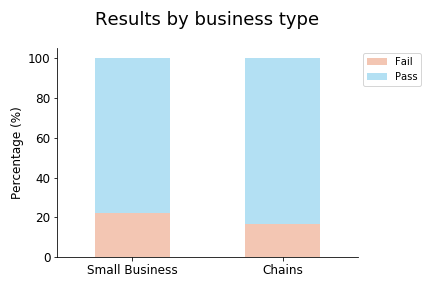 Results by business type
Fail
Pass
Percentage (%)
100
80
60
40
20
0
Small Business
Chains